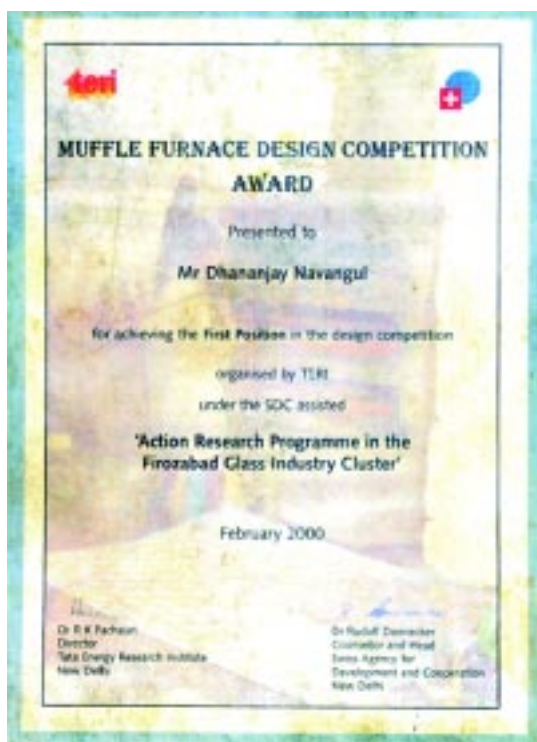 teri
MUFFLE FURNACE DESIGN COMPETITION
AWARD
Presented to
Mr Dhananjay Navangul
for achieving the First Position in the design competition
organised by TERI
under the SDC assisted
'Action Research Programme in the
Firozabad Glass Industry Cluster'
February 2000
Dr R K Pachauri
Director
Tata Energy Research Institute
New Delhi
Dr Rudolf Dannecker
Counsellor and Head
Swiss Agency for
Development and Cooperation
New Delhi